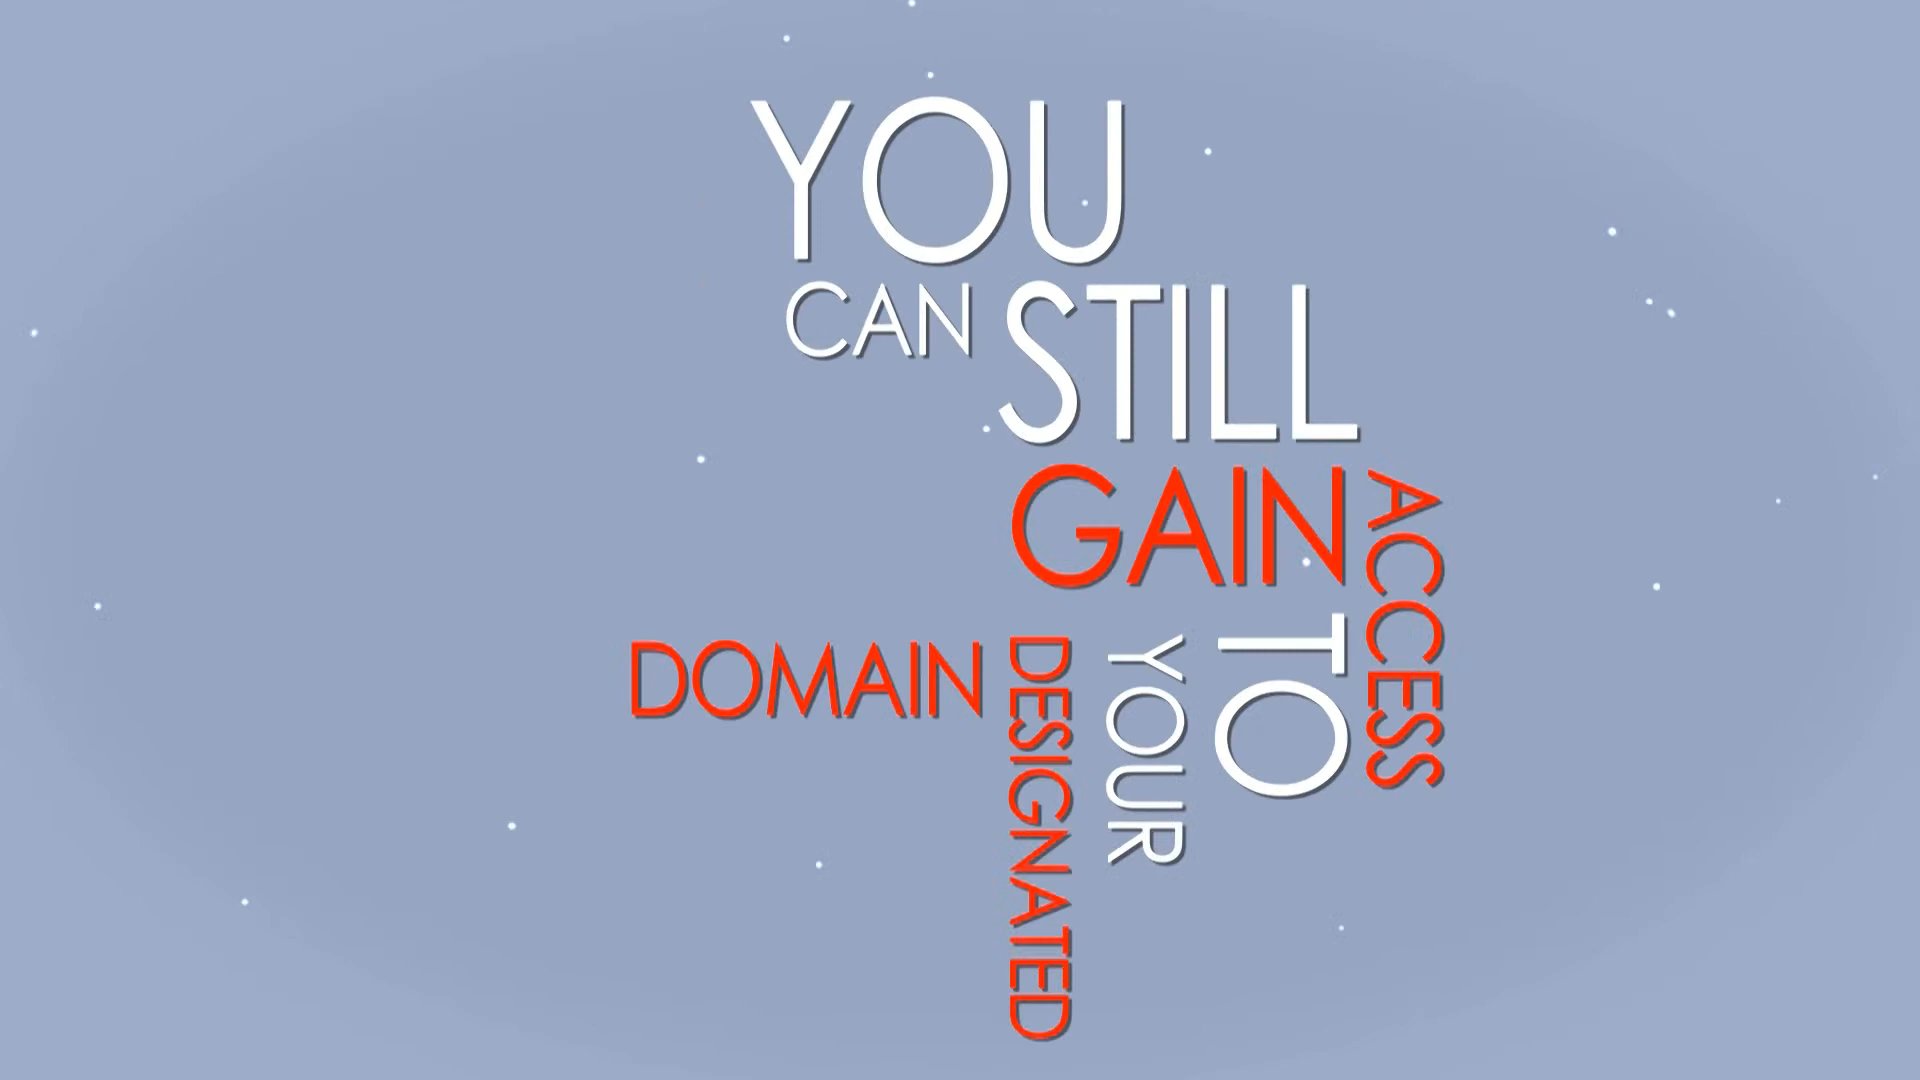 YOU
CAN STILL
GAIN
ACCESS
TO
YOUR
DESIGNATED
DOMAIN